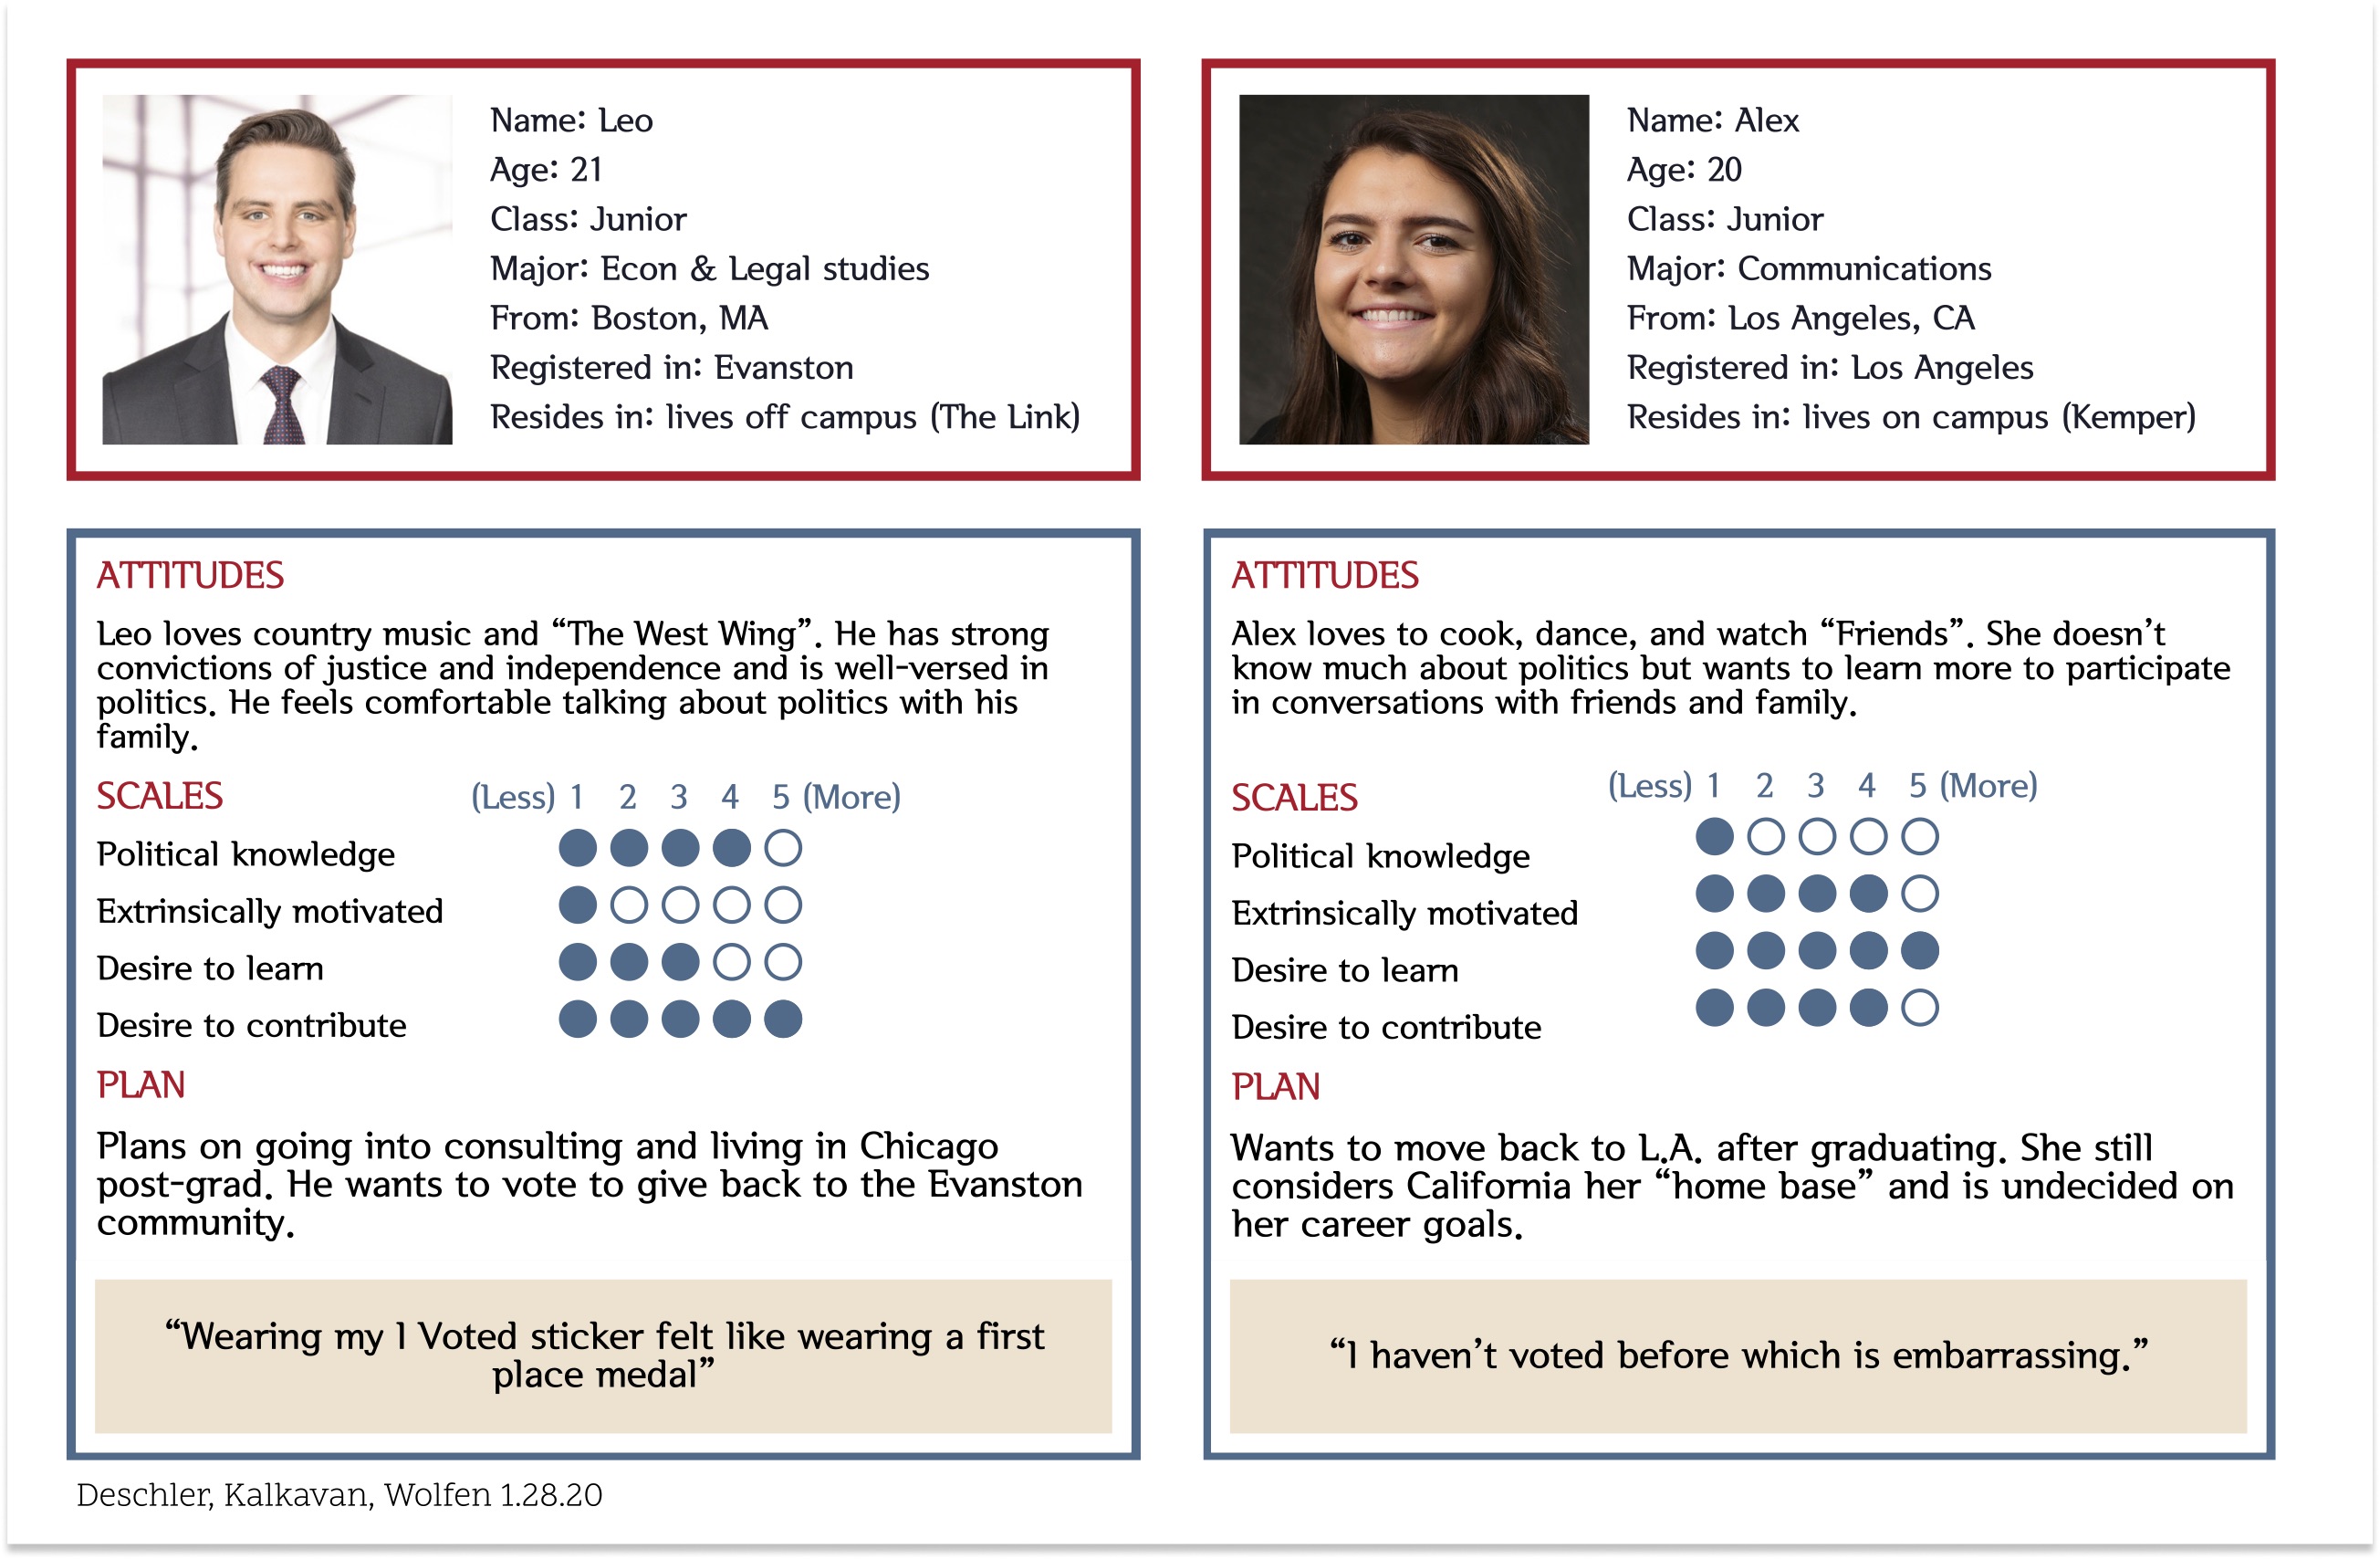 Name: Leo
Age: 21
Class: Junior
Major: Econ & Legal studies
From: Boston, MA
Registered in: Evanston
Resides in: lives off campus (The Link)
ATTITUDES
Leo loves country music and “The West Wing”. He has strong
convictions of justice and independence and is well-versed in
politics. He feels comfortable talking about politics with his
family.
SCALES (Less) 1 2 3 4 5 (More)
Political knowledge
Extrinsically motivated
Desire to learn
Desire to contribute
PLAN
Plans on going into consulting and living in Chicago
post-grad. He wants to vote to give back to the Evanston
community.
“Wearing my I Voted sticker felt like wearing a first
place medal”
Name: Alex
Age: 20
Class: Junior
Major: Communications
From: Los Angeles, CA
Registered in: Los Angeles
Resides in: lives on campus (Kemper)
ATTITUDES
Alex loves to cook, dance, and watch “Friends”. She doesn’t
know much about politics but wants to learn more to participate
in conversations with friends and family.
SCALES (Less) 1 2 3 4 5 (More)
Political knowledge
Extrinsically motivated
Desire to learn
Desire to contribute
PLAN
Wants to move back to L.A. after graduating. She still
considers California her “home base” and is undecided on
her career goals.
“I haven’t voted before which is embarrassing.”
Deschler, Kalkavan, Wolfen 1.28.20